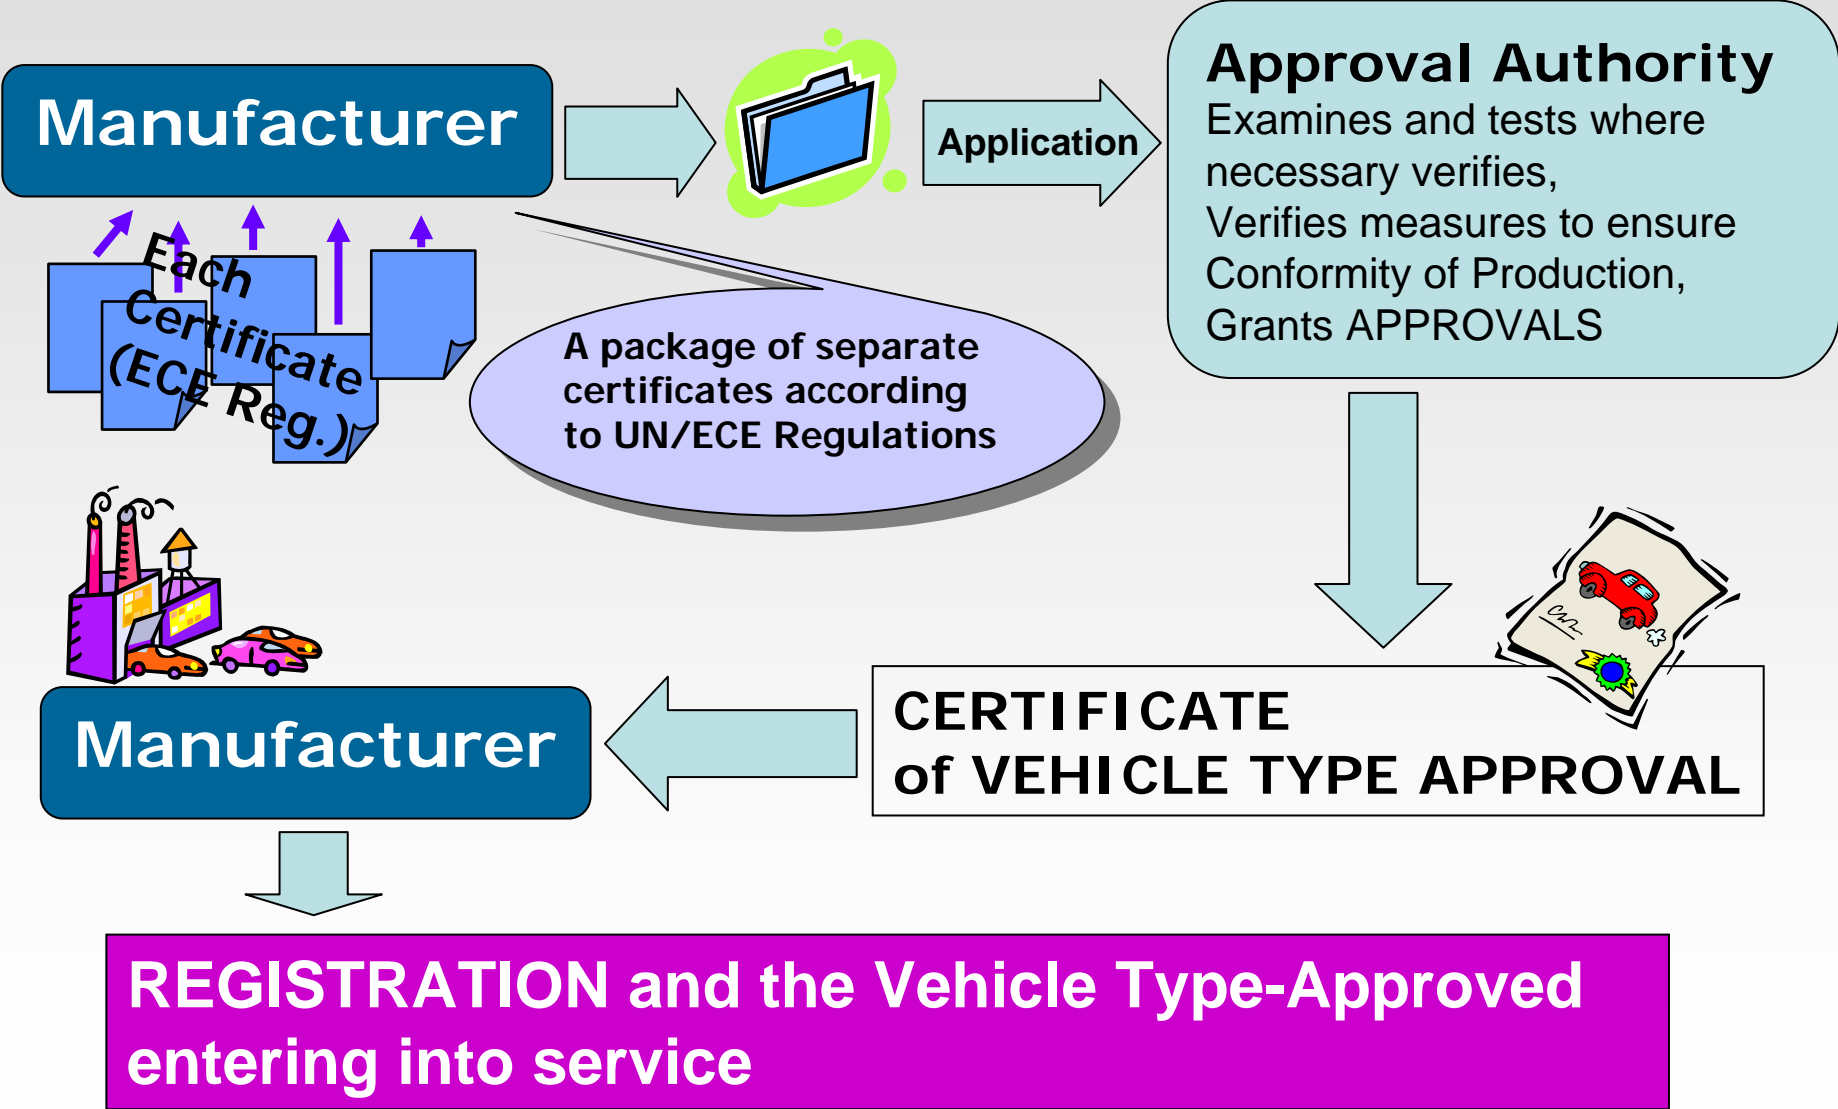 Manufacturer
Application
Approval Authority
Examines and tests where
necessary verifies,
Verifies measures to ensure
Conformity of Production,
Grants APPROVALS
Each
Certificate
(ECE Reg.)
A package of separate
certificates according
to UN/ECE Regulations
CERTIFICATE
of VEHICLE TYPE APPROVAL
Manufacturer
REGISTRATION and the Vehicle Type-Approved
entering into service